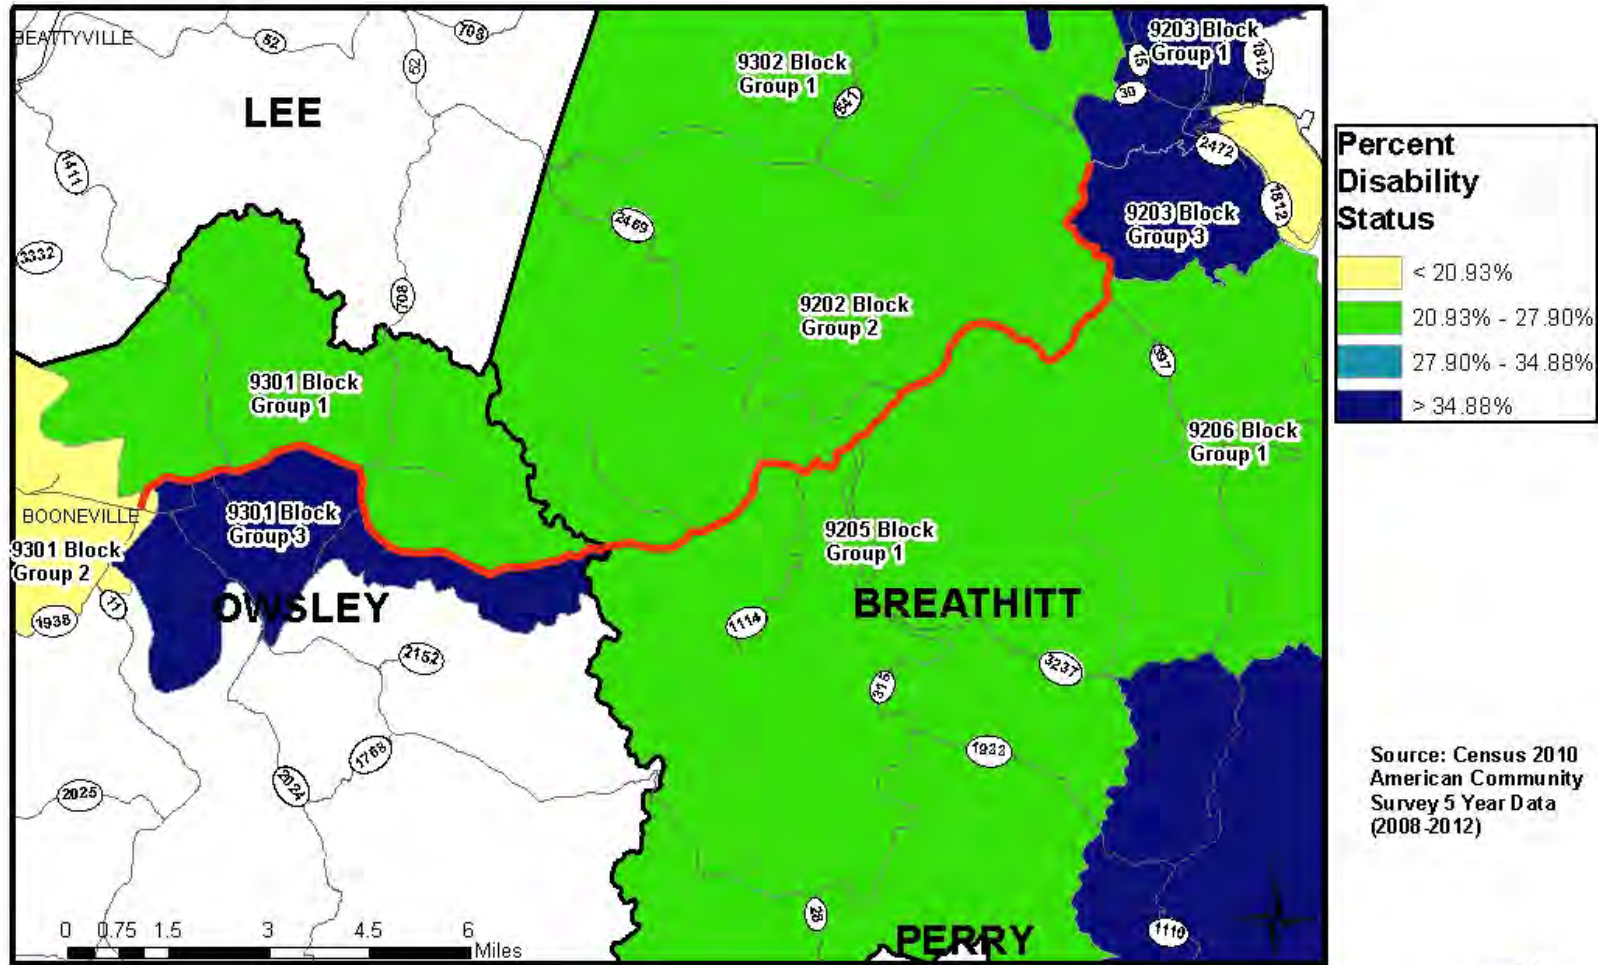 BEATTYVILLE
52
708
9203 Block
Group 1
15
1812
9302 Block
Group 1
52
30
541
LEE
2472
1411
1812
9203 Block
Group 3
2469
3332
708
9202 Block
Group 2
397
9301 Block
Group 1
9206 Block
Group 1
BOONEVILLE
9301 Block
Group 3
9205 Block
Group 1
9301 Block
Group 2
OWSLEY
BREATHITT
11
1938
1114
2152
3237
315
1933
1768
2024
2025
28
PERRY
1110
0 0.75 1.5 3 4.5 6
Miles
Percent
Disability
Status
< 20.93%
20.93% - 27.90%
27.90% - 34.88%
> 34.88%
Source: Census 2010
American Community
Survey 5 Year Data
(2008-2012)